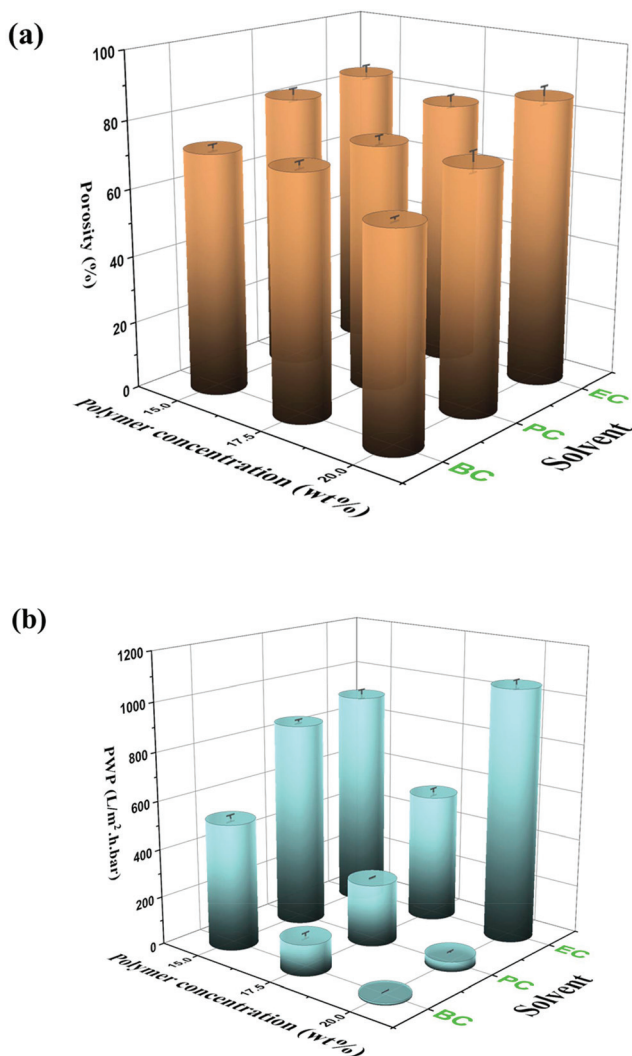 (a)
100
80
60
40
20
0
Porosity (%)
15.0
17.5
20.0
Polymer concentration (wt%)
BC
PC
EC
Solvent
(b)
1200
1000
800
600
400
200
0
PWP (L/m².h.bar)
15.0
17.5
20.0
Polymer concentration (wt%)
BC
PC
EC
Solvent